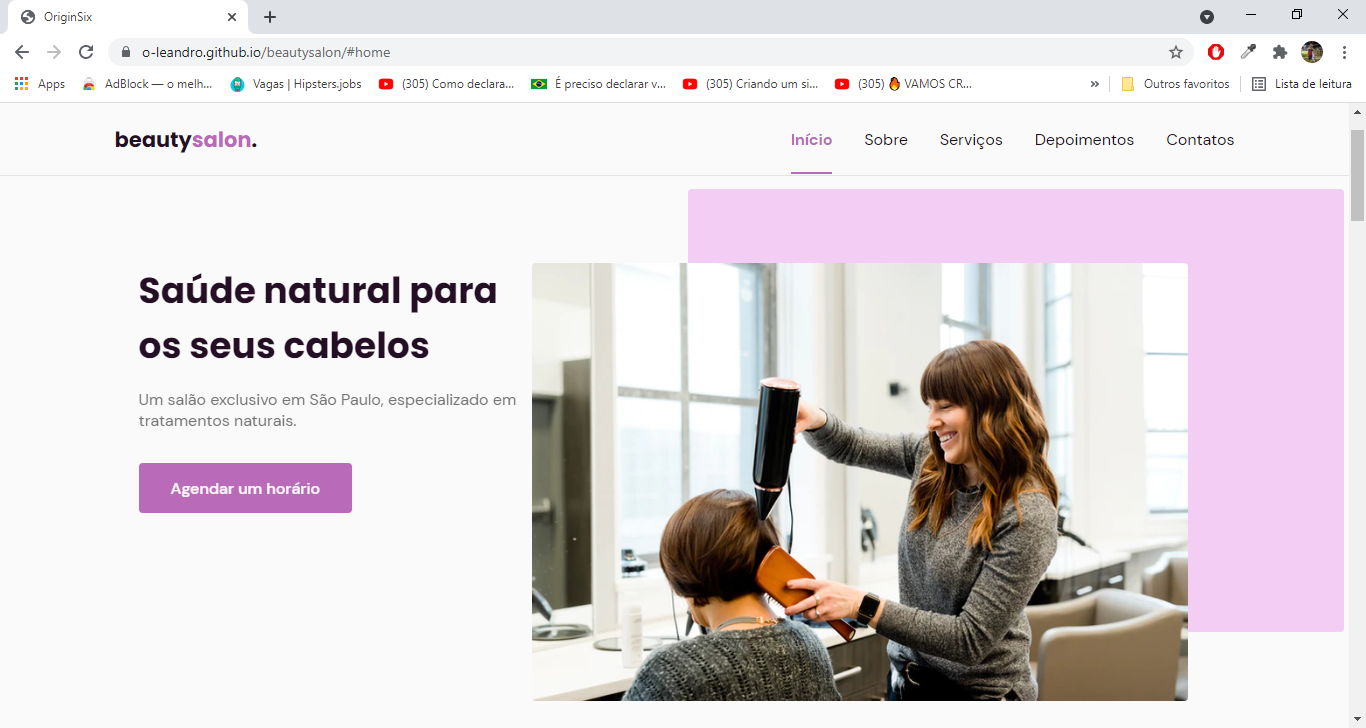 OriginSix
o-leandro.github.io/beautysalon/#home
Apps
AdBlock — o melh...
Vagas | Hipsters.jobs
(305) Como declara...
É preciso declarar v...
(305) Criando um si...
(305) 🔥 VAMOS CR...
»
Outros favoritos
Lista de leitura
beautysalon.
Início
Sobre
Serviços
Depoimentos
Contatos
Saúde natural para
os seus cabelos
Um salão exclusivo em São Paulo, especializado em
tratamentos naturais.
Agendar um horário